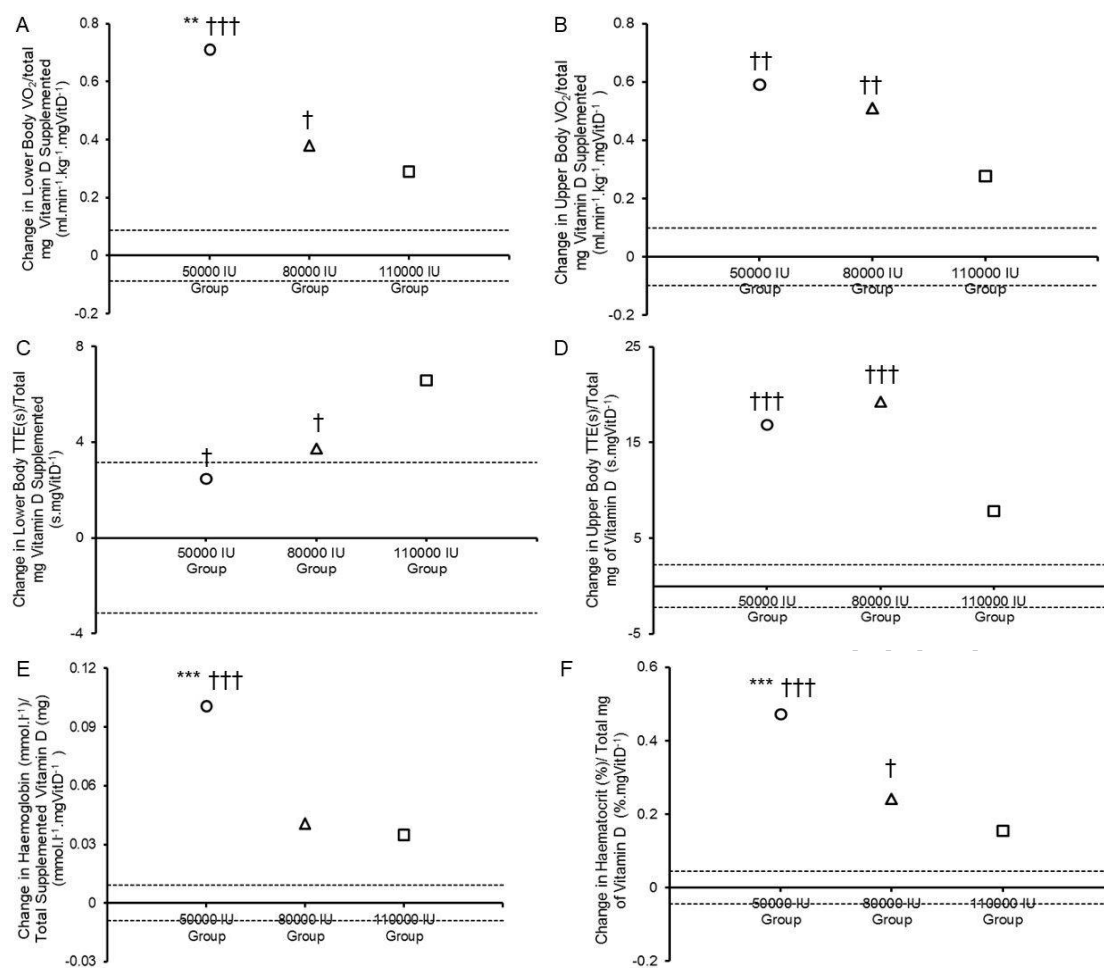 A
Change in Lower Body VO₂/total
mg Vitamin D Supplemented
(ml.min⁻¹.kg⁻¹.mgVitD⁻¹)
0.8
0.6
0.4
0.2
0
-0.2
** †††
†
50000 IU
Group
80000 IU
Group
110000 IU
Group
B
Change in Upper Body VO₂/total
mg Vitamin D Supplemented
(ml.min⁻¹.kg⁻¹.mgVitD⁻¹)
0.8
0.6
0.4
0.2
0
-0.2
††
††
50000 IU
Group
80000 IU
Group
110000 IU
Group
C
Change in Lower Body TTE(s)/Total
mg Vitamin D Supplemented
(s.mgVitD⁻¹)
8
4
0
-4
†
†
50000 IU
Group
80000 IU
Group
110000 IU
Group
D
Change in Upper Body TTE(s)/Total
mg of Vitamin D (s.mgVitD⁻¹)
25
15
5
-5
†††
†††
50000 IU
Group
80000 IU
Group
110000 IU
Group
E
Change in Haemoglobin (mmol.l⁻¹)/
Total Supplemented Vitamin D (mg)
(mmol.l⁻¹.mgVitD⁻¹)
0.12
0.09
0.06
0.03
0
-0.03
*** †††
50000 IU
Group
80000 IU
Group
110000 IU
Group
F
Change in Haematocrit (%)/ Total mg
of Vitamin D (%.mgVitD⁻¹)
0.6
0.4
0.2
0
-0.2
*** †††
†
50000 IU
Group
80000 IU
Group
110000 IU
Group